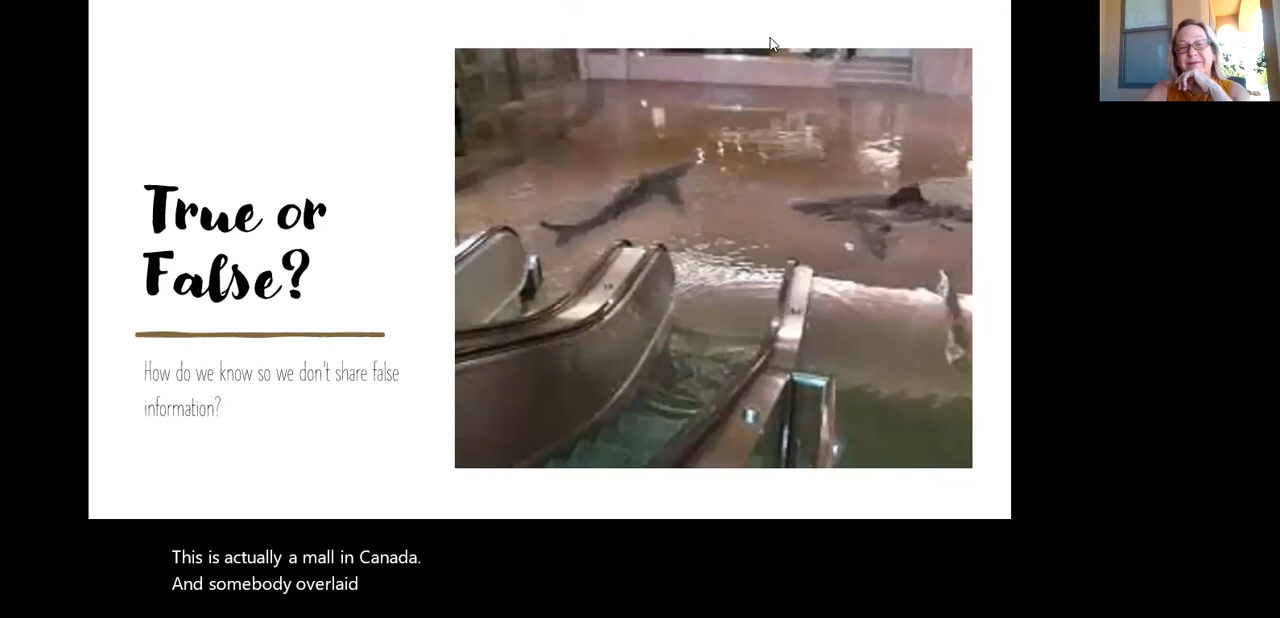 True or
False?
How do we know so we don't share false
information?
This is actually a mall in Canada.
And somebody overlaid